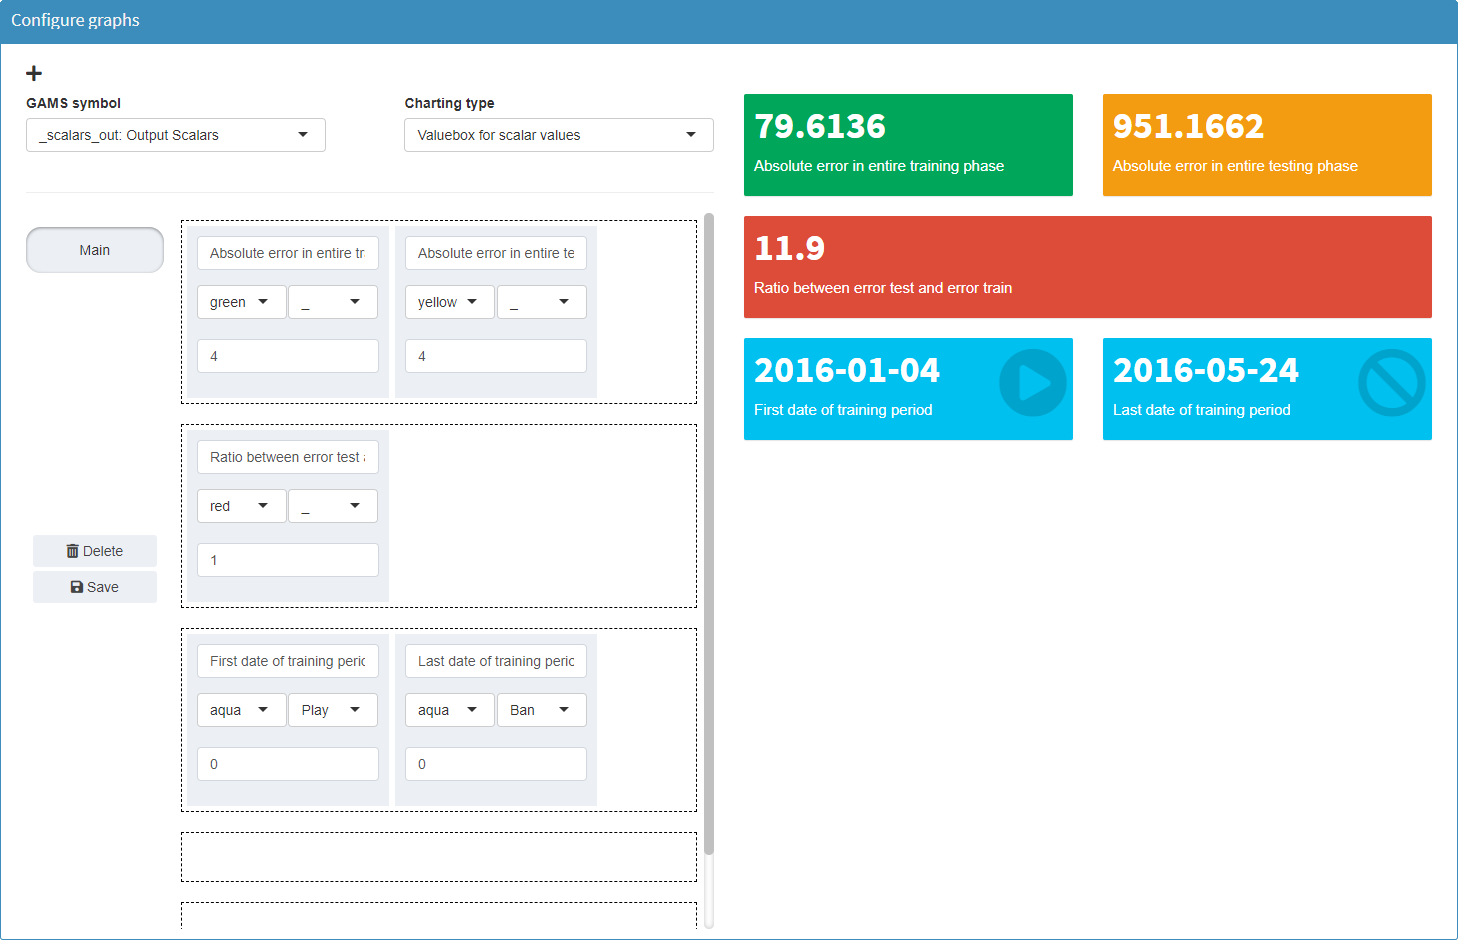 Configure graphs
GAMS symbol
Charting type
_scalars_out: Output Scalars
Valuebox for scalar values
Main
Delete
Save
Absolute error in entire tr
Absolute error in entire te
green
_
yellow
_
4
4
Ratio between error test
red
_
1
First date of training peric
Last date of training peric
aqua
Play
aqua
Ban
0
0
79.6136
Absolute error in entire training phase
951.1662
Absolute error in entire testing phase
11.9
Ratio between error test and error train
2016-01-04
First date of training period
2016-05-24
Last date of training period